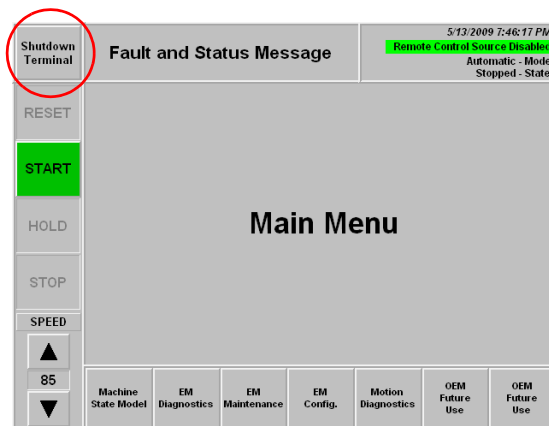 Shutdown
Terminal
Fault and Status Message
5/13/2009 7:46:17 PM
Remote Control Source Disabled
Automatic - Mode
Stopped - State
RESET
START
HOLD
STOP
SPEED
85
Main Menu
Machine
State Model
EM
Diagnostics
EM
Maintenance
EM
Config.
Motion
Diagnostics
OEM
Future
Use
OEM
Future
Use